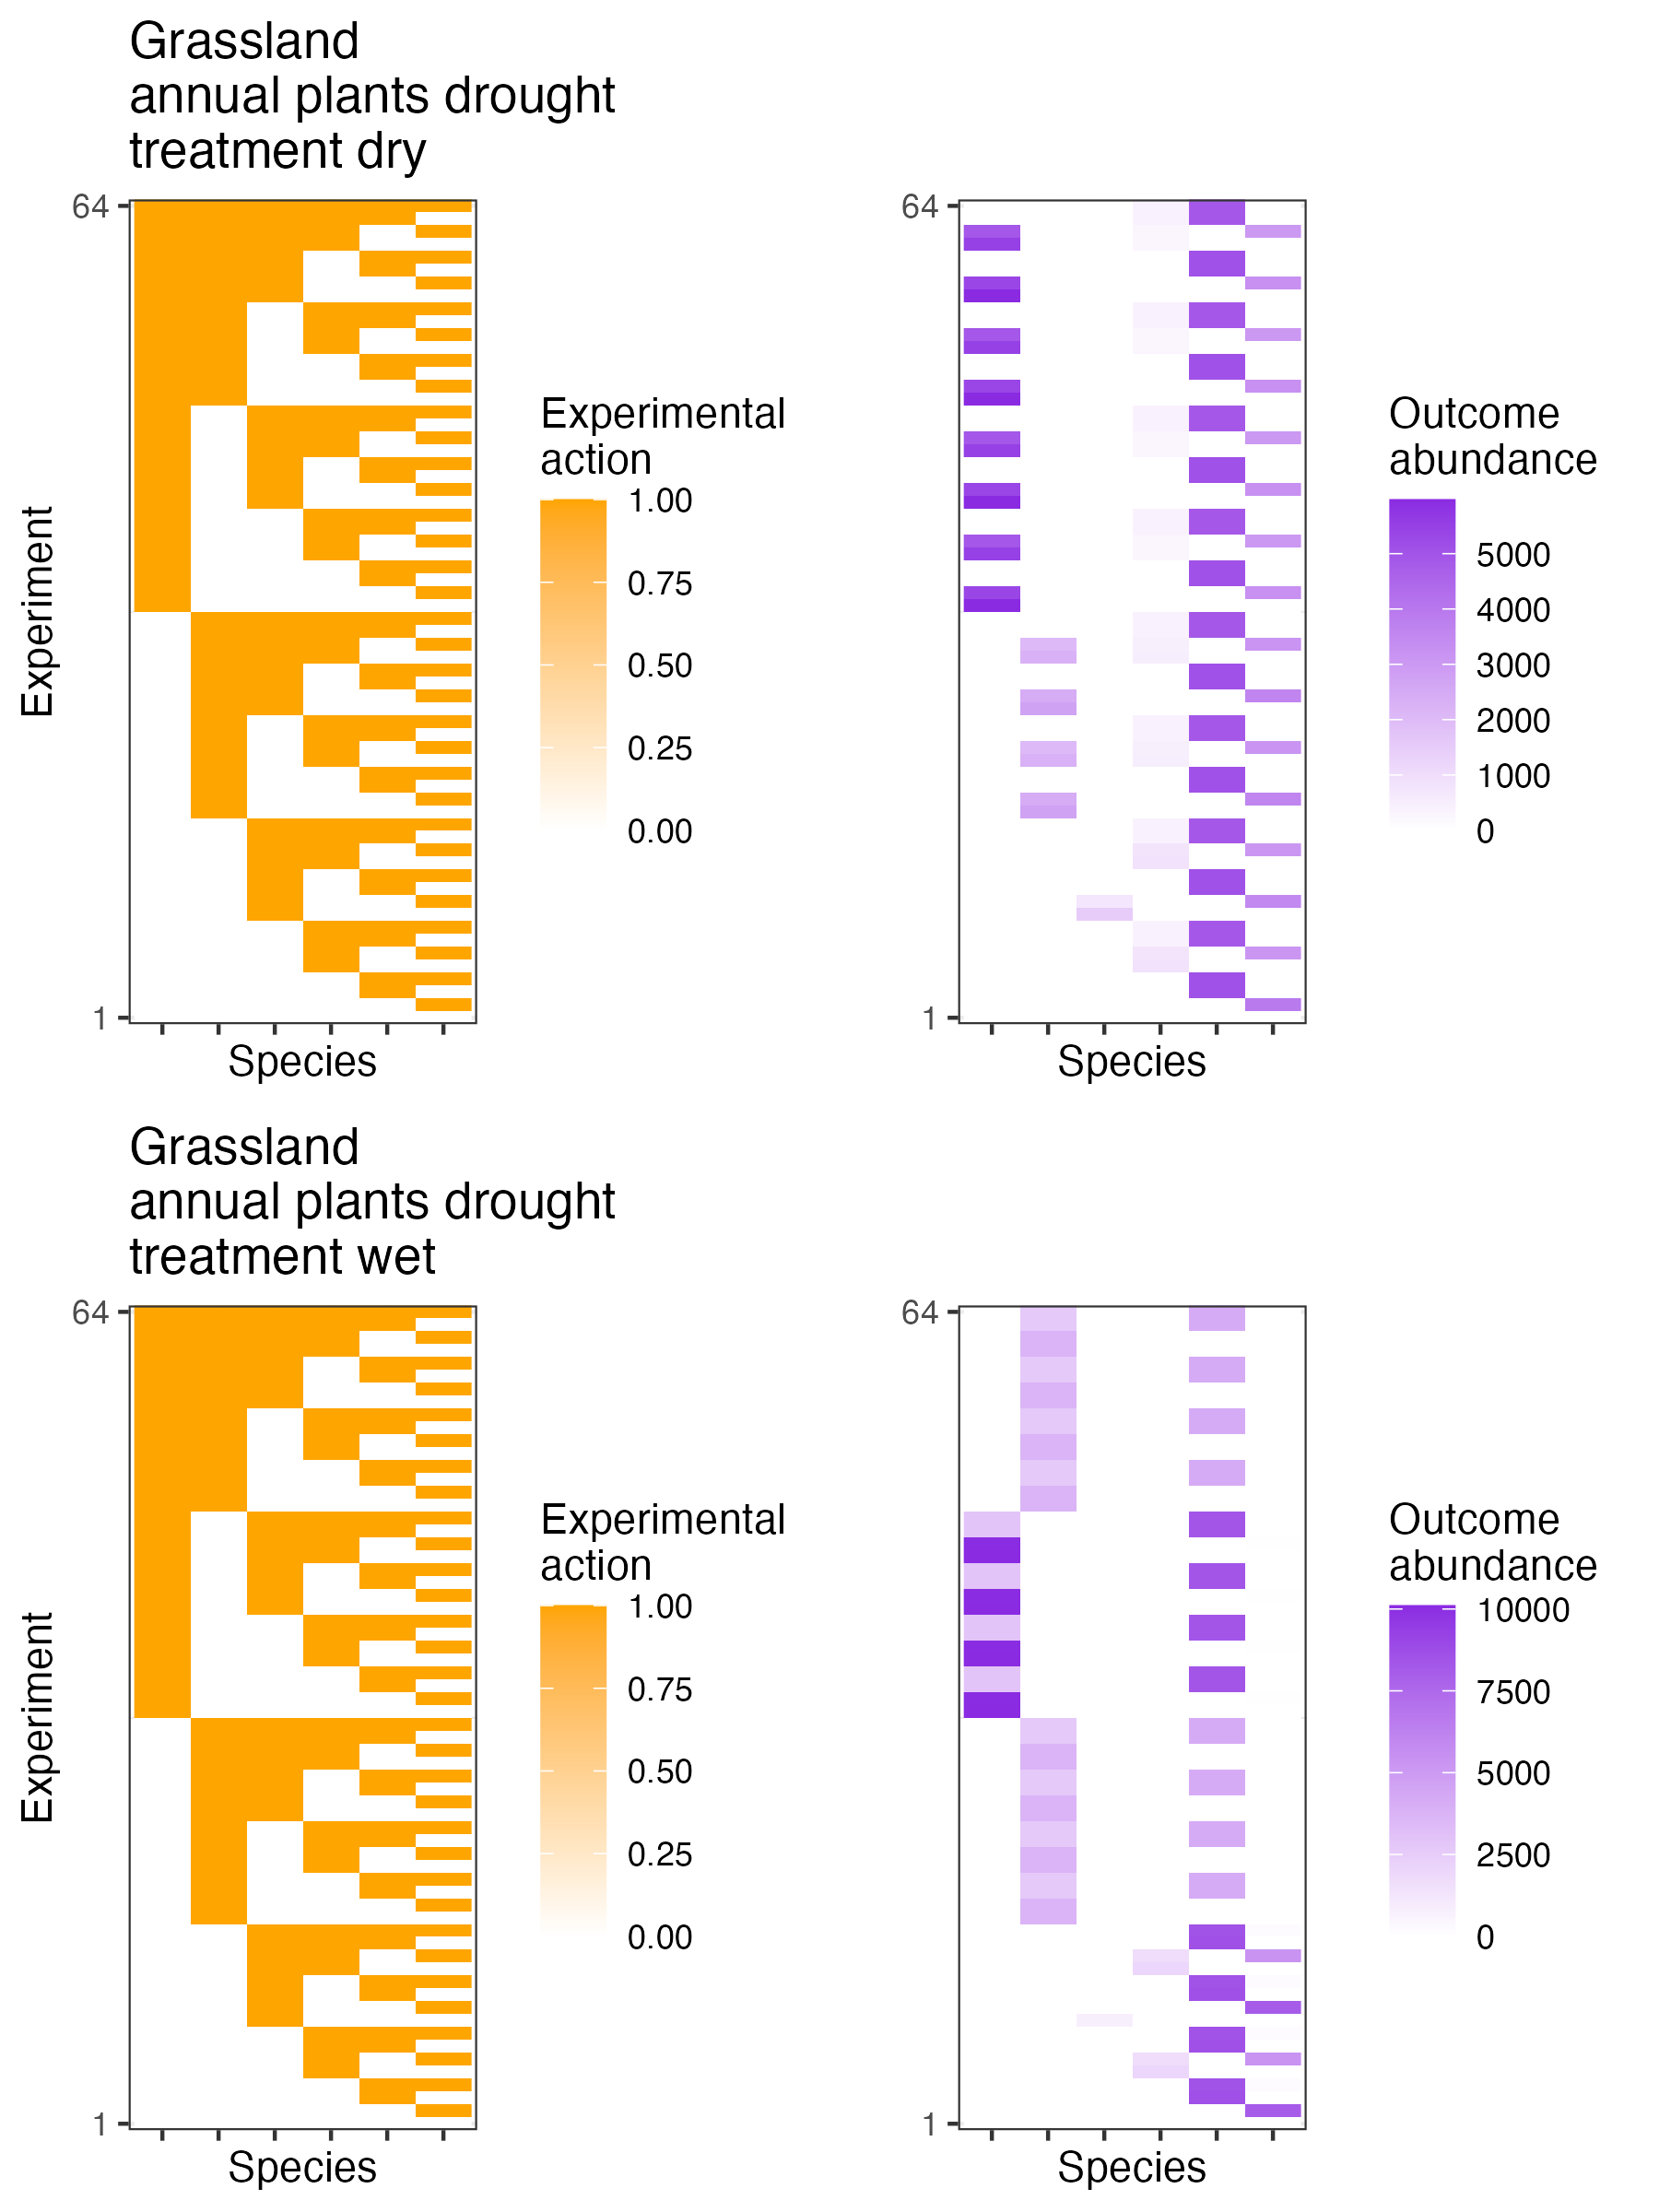 Grassland
annual plants drought
treatment dry
64
1
Experiment
Species
Experimental
action
1.00
0.75
0.50
0.25
0.00
64
1
Species
Outcome
abundance
5000
4000
3000
2000
1000
0
Grassland
annual plants drought
treatment wet
64
1
Experiment
Species
Experimental
action
1.00
0.75
0.50
0.25
0.00
64
1
Species
Outcome
abundance
10000
7500
5000
2500
0